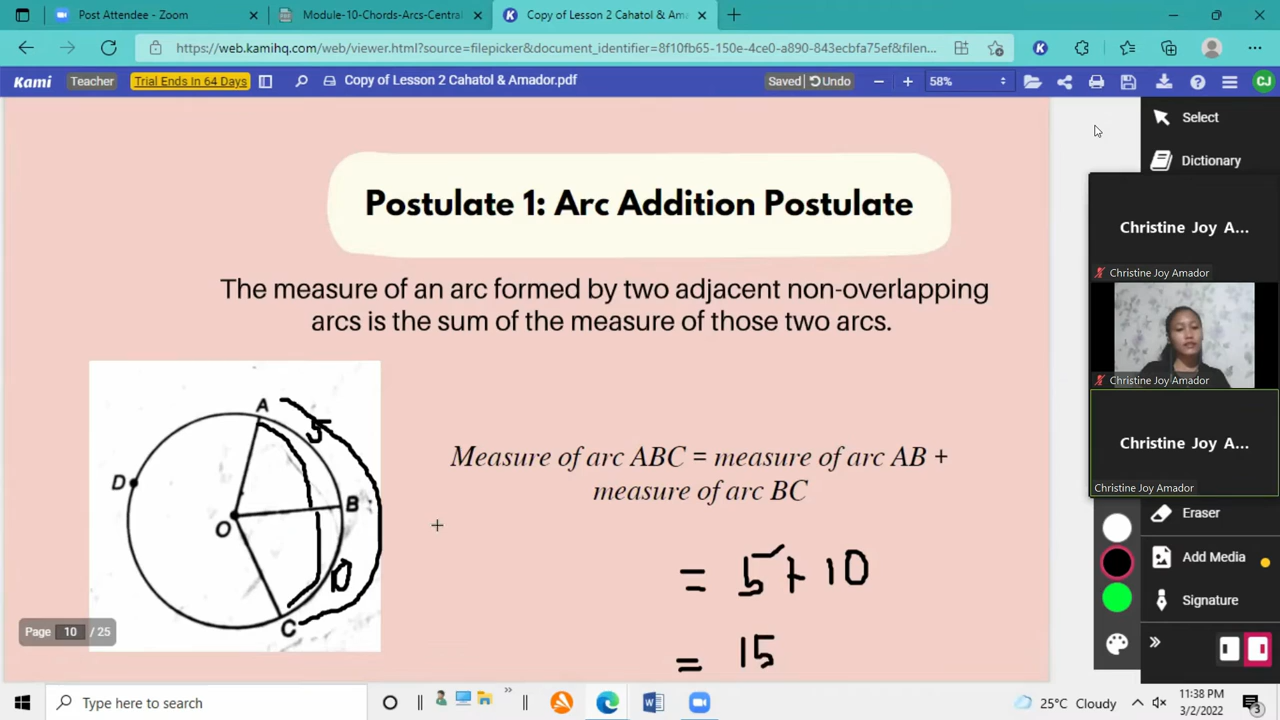 Post Attendee - Zoom
Module-10-Chords-Arcs-Central
Copy of Lesson 2 Cahatol & Ama
https://web.kamihq.com/web/viewer.html?source=filepicker&document_identifier=8f10fb65-150e-4ce0-a890-843ecbfa75ef&filen...
Kami
Teacher
Trial Ends In 64 Days
Copy of Lesson 2 Cahatol & Amador.pdf
Saved | Undo
58%
CJ
Select
Dictionary
Postulate 1: Arc Addition Postulate
The measure of an arc formed by two adjacent non-overlapping
arcs is the sum of the measure of those two arcs.
Christine Joy A...
Christine Joy Amador
Christine Joy Amador
Christine Joy A...
Christine Joy Amador
A
5
D
B
O
10
C
Measure of arc ABC = measure of arc AB +
measure of arc BC
= 5 + 10
= 15
Eraser
Add Media
Signature
Page 10 / 25
Type here to search
25°C Cloudy
11:38 PM
3/2/2022
3